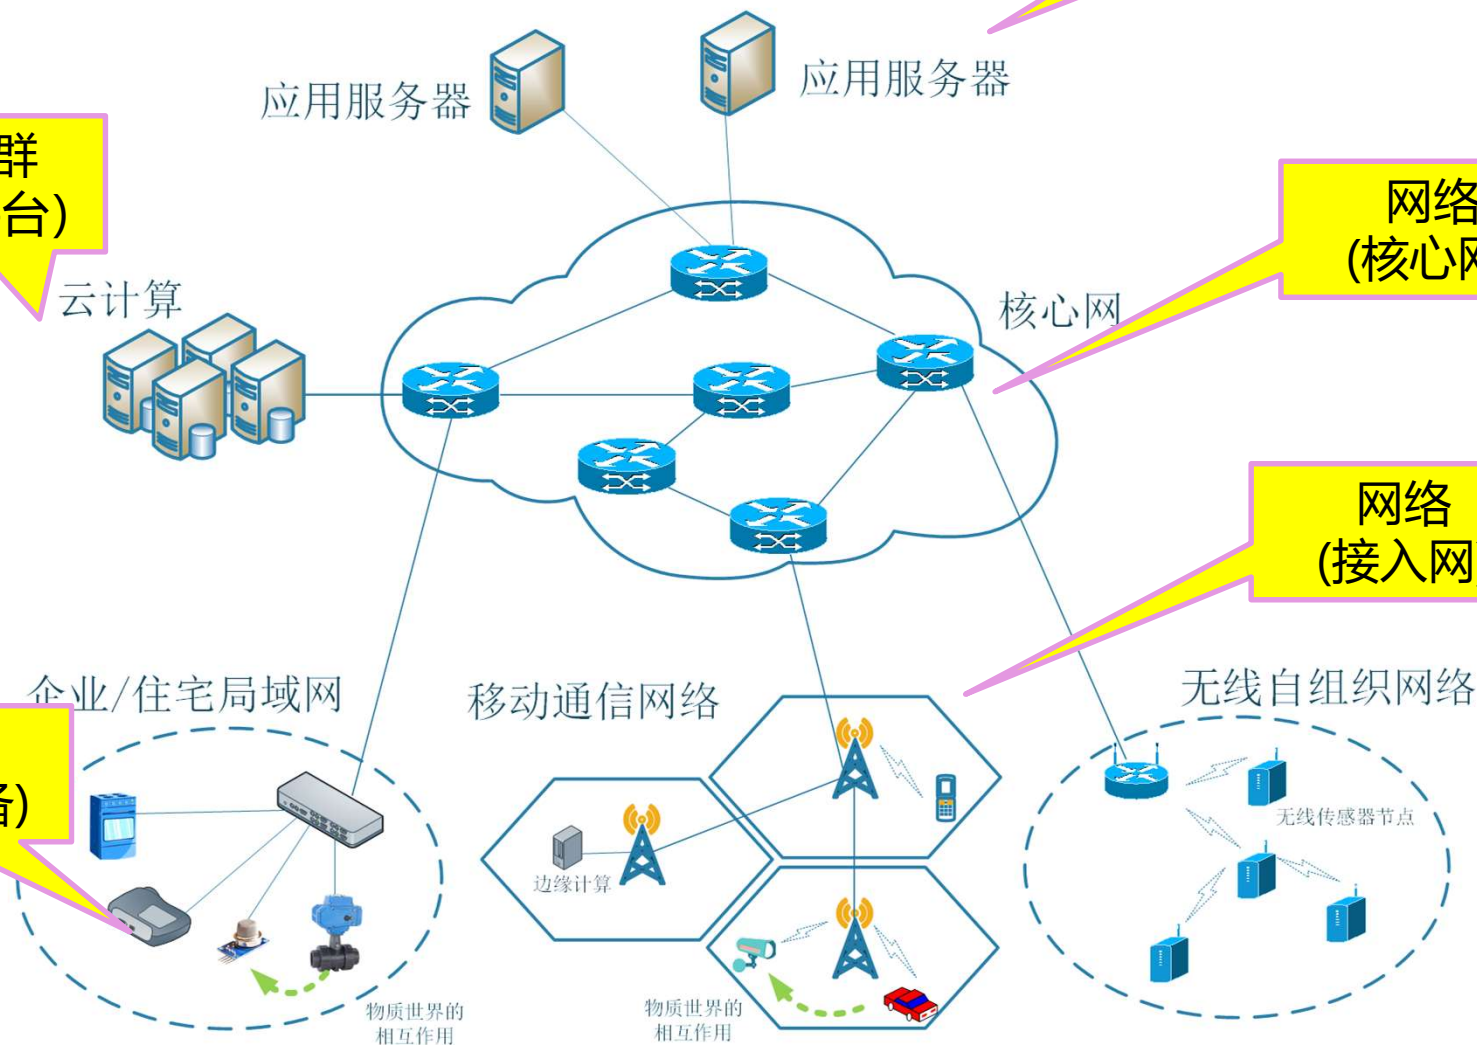 应用服务器
应用服务器
群
台)
网络
(核心网
云计算
核心网
网络
(接入网
企业/住宅局域网
移动通信网络
无线自组织网络
备)
无线传感器节点
边缘计算
物质世界的
相互作用
物质世界的
相互作用